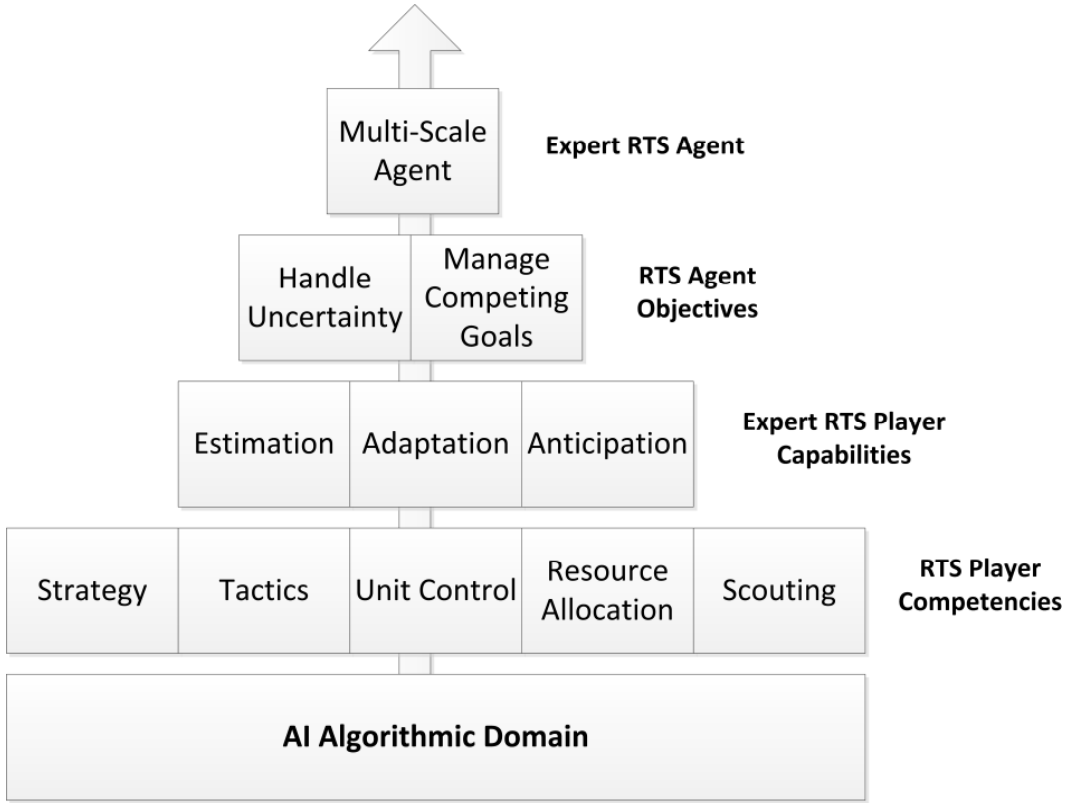 Multi-Scale
Agent
Expert RTS Agent
Handle
Uncertainty
Manage
Competing
Goals
RTS Agent
Objectives
Estimation
Adaptation
Anticipation
Expert RTS Player
Capabilities
Strategy
Tactics
Unit Control
Resource
Allocation
Scouting
RTS Player
Competencies
AI Algorithmic Domain